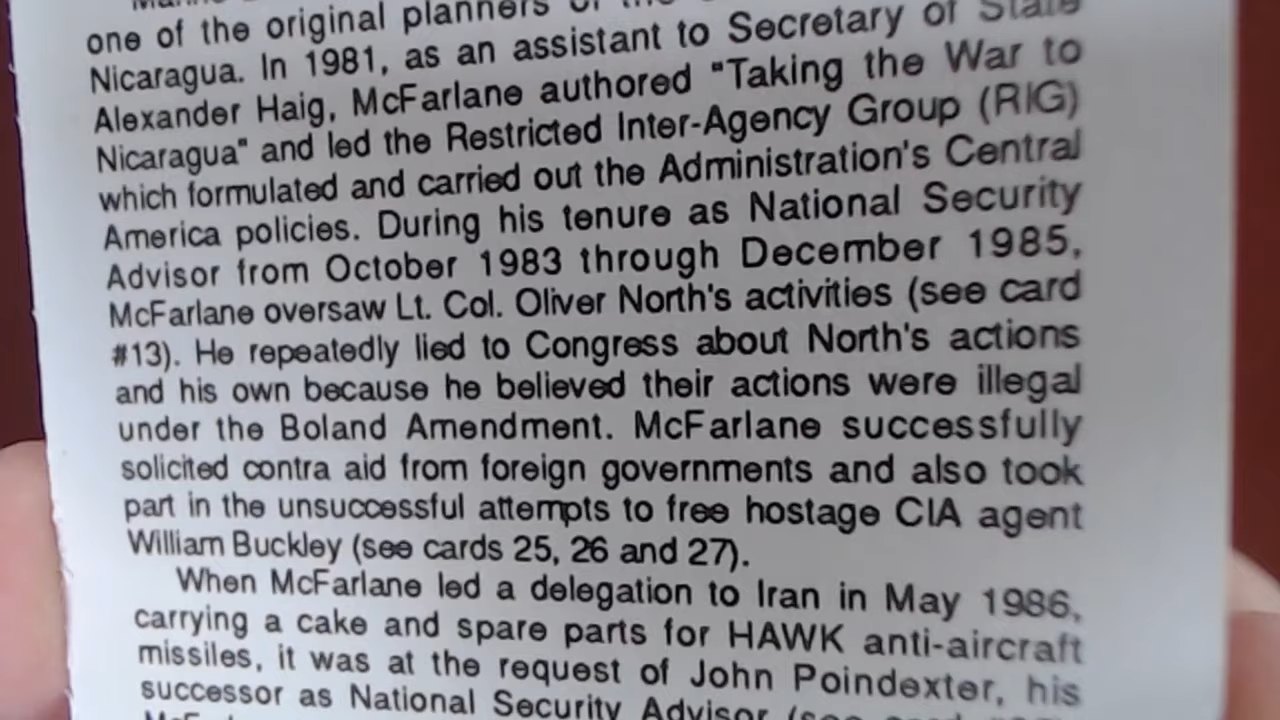 one of the original planners of the
Nicaragua. In 1981, as an assistant to Secretary of State
Alexander Haig, McFarlane authored "Taking the War to
Nicaragua" and led the Restricted Inter-Agency Group (RIG)
which formulated and carried out the Administration's Central
America policies. During his tenure as National Security
Advisor from October 1983 through December 1985,
McFarlane oversaw Lt. Col. Oliver North's activities (see card
#13). He repeatedly lied to Congress about North's actions
and his own because he believed their actions were illegal
under the Boland Amendment. McFarlane successfully
solicited contra aid from foreign governments and also took
part in the unsuccessful attempts to free hostage CIA agent
William Buckley (see cards 25, 26 and 27).
When McFarlane led a delegation to Iran in May 1986,
carrying a cake and spare parts for HAWK anti-aircraft
missiles, it was at the request of John Poindexter, his
successor as National Security Advisor (see card